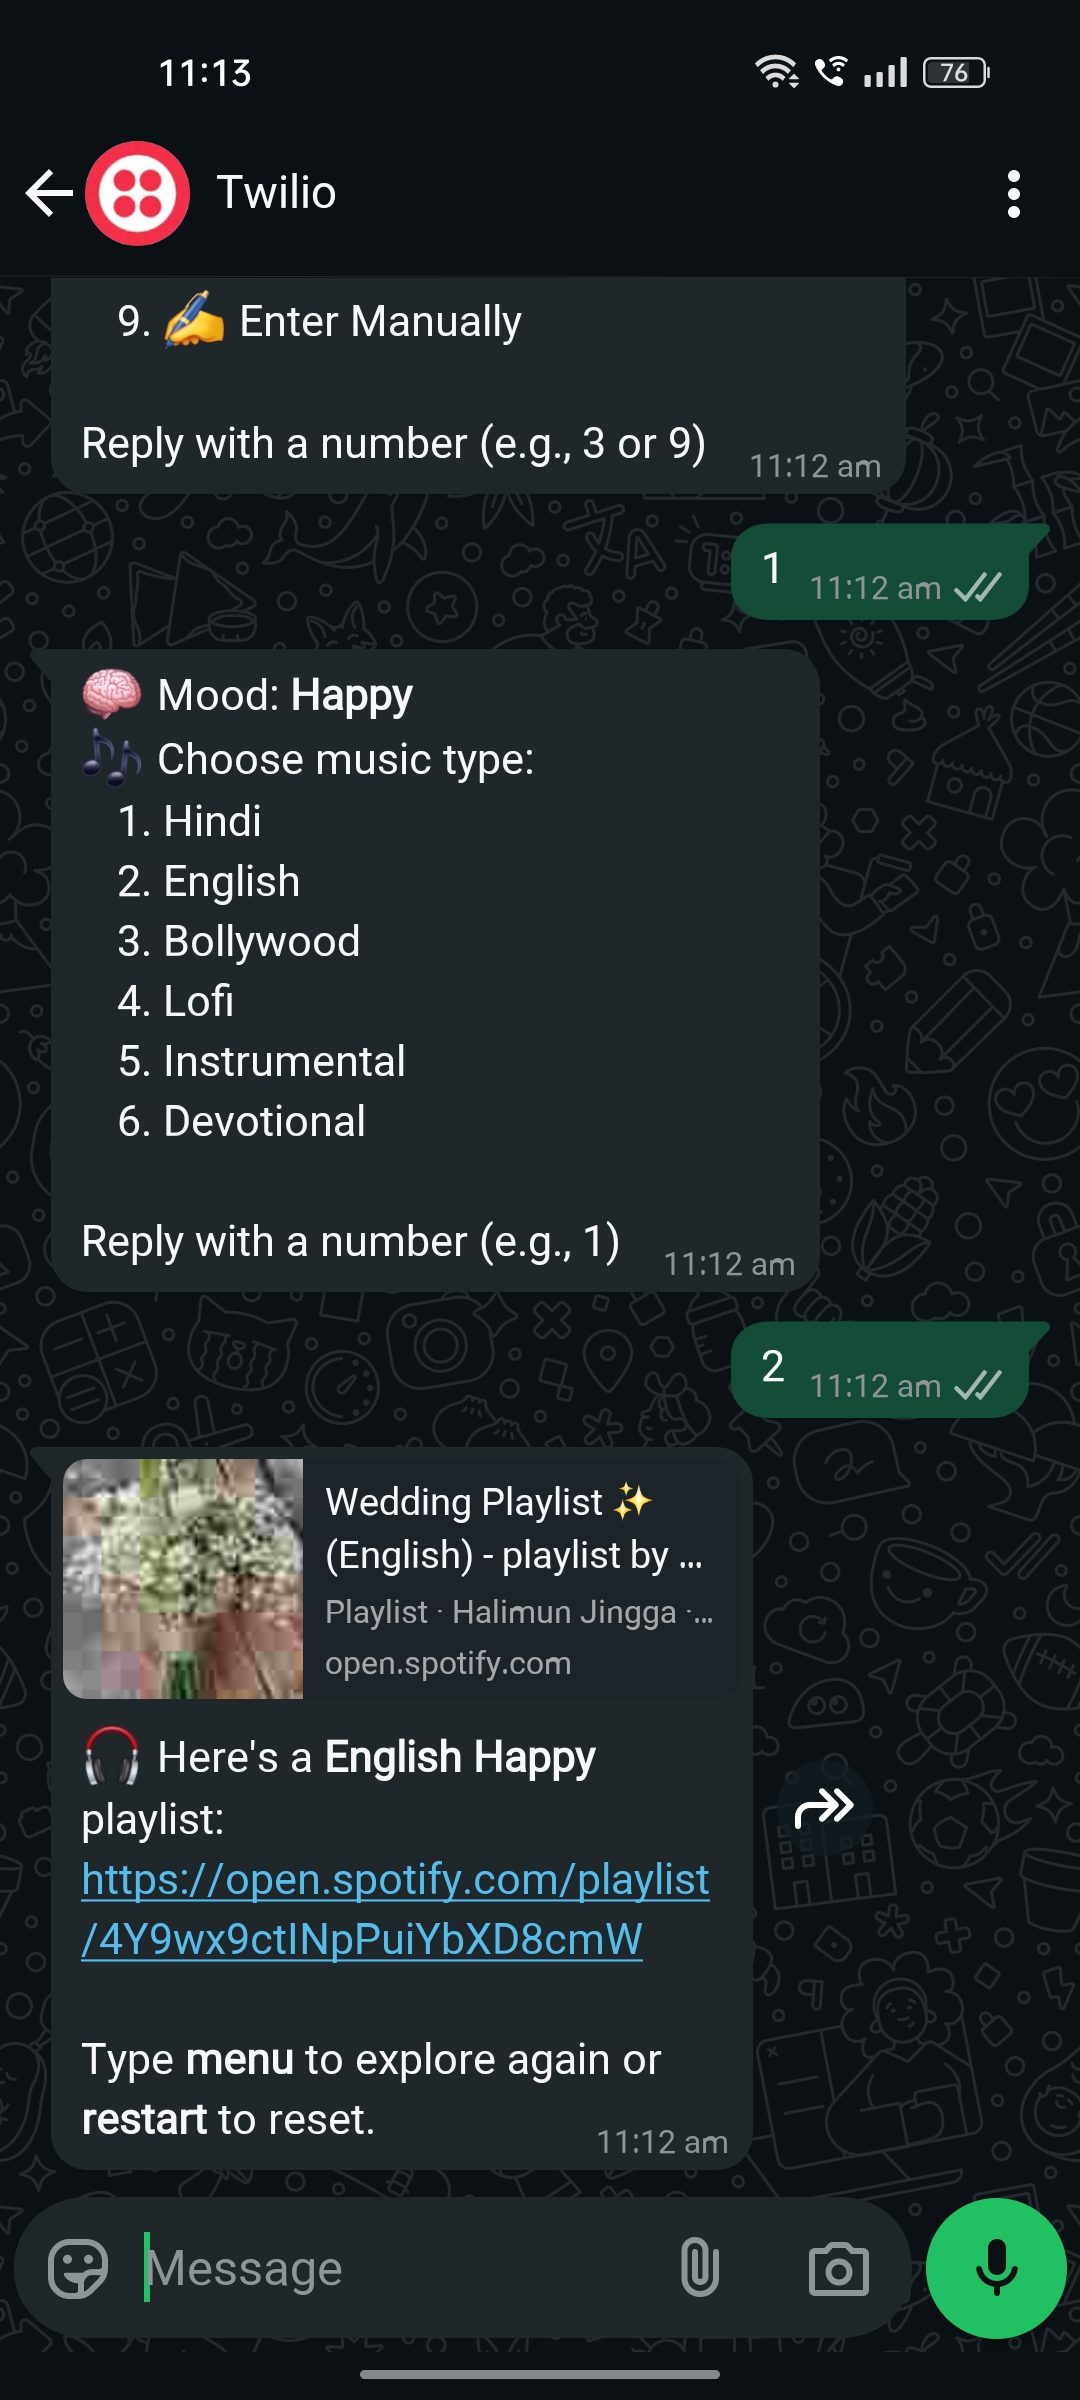 11:13
76
Twilio
9. ✍️ Enter Manually
Reply with a number (e.g., 3 or 9)
11:12 am
1
11:12 am
🧠 Mood: Happy
🎶 Choose music type:
1. Hindi
2. English
3. Bollywood
4. Lofi
5. Instrumental
6. Devotional
Reply with a number (e.g., 1)
11:12 am
2
11:12 am
Wedding Playlist ✨
(English) - playlist by ...
Playlist · Halimun Jingga ·...
open.spotify.com
🎧 Here's a English Happy
playlist:
https://open.spotify.com/playlist
/4Y9wx9ctINpPuiYbXD8cmW
Type menu to explore again or
restart to reset.
11:12 am
Message